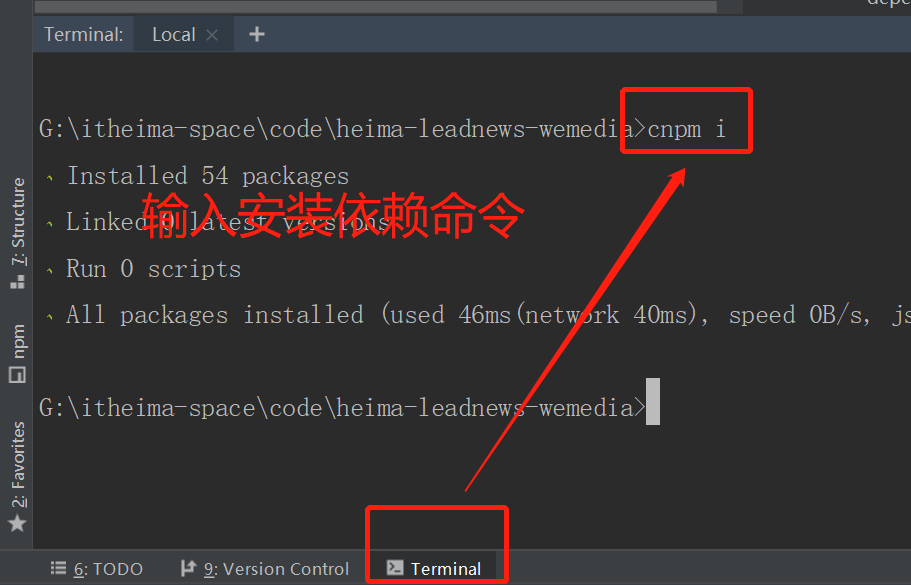 depe
Terminal: Local
G:\itheima-space\code\heima-leadnews-wemedia>cnpm i
Installed 54 packages
Linked 0 latest versions
输入安装依赖命令
Run 0 scripts
All packages installed (used 46ms(network 40ms), speed 0B/s, js
G:\itheima-space\code\heima-leadnews-wemedia>
7: Structure
npm
2: Favorites
6: TODO 9: Version Control Terminal